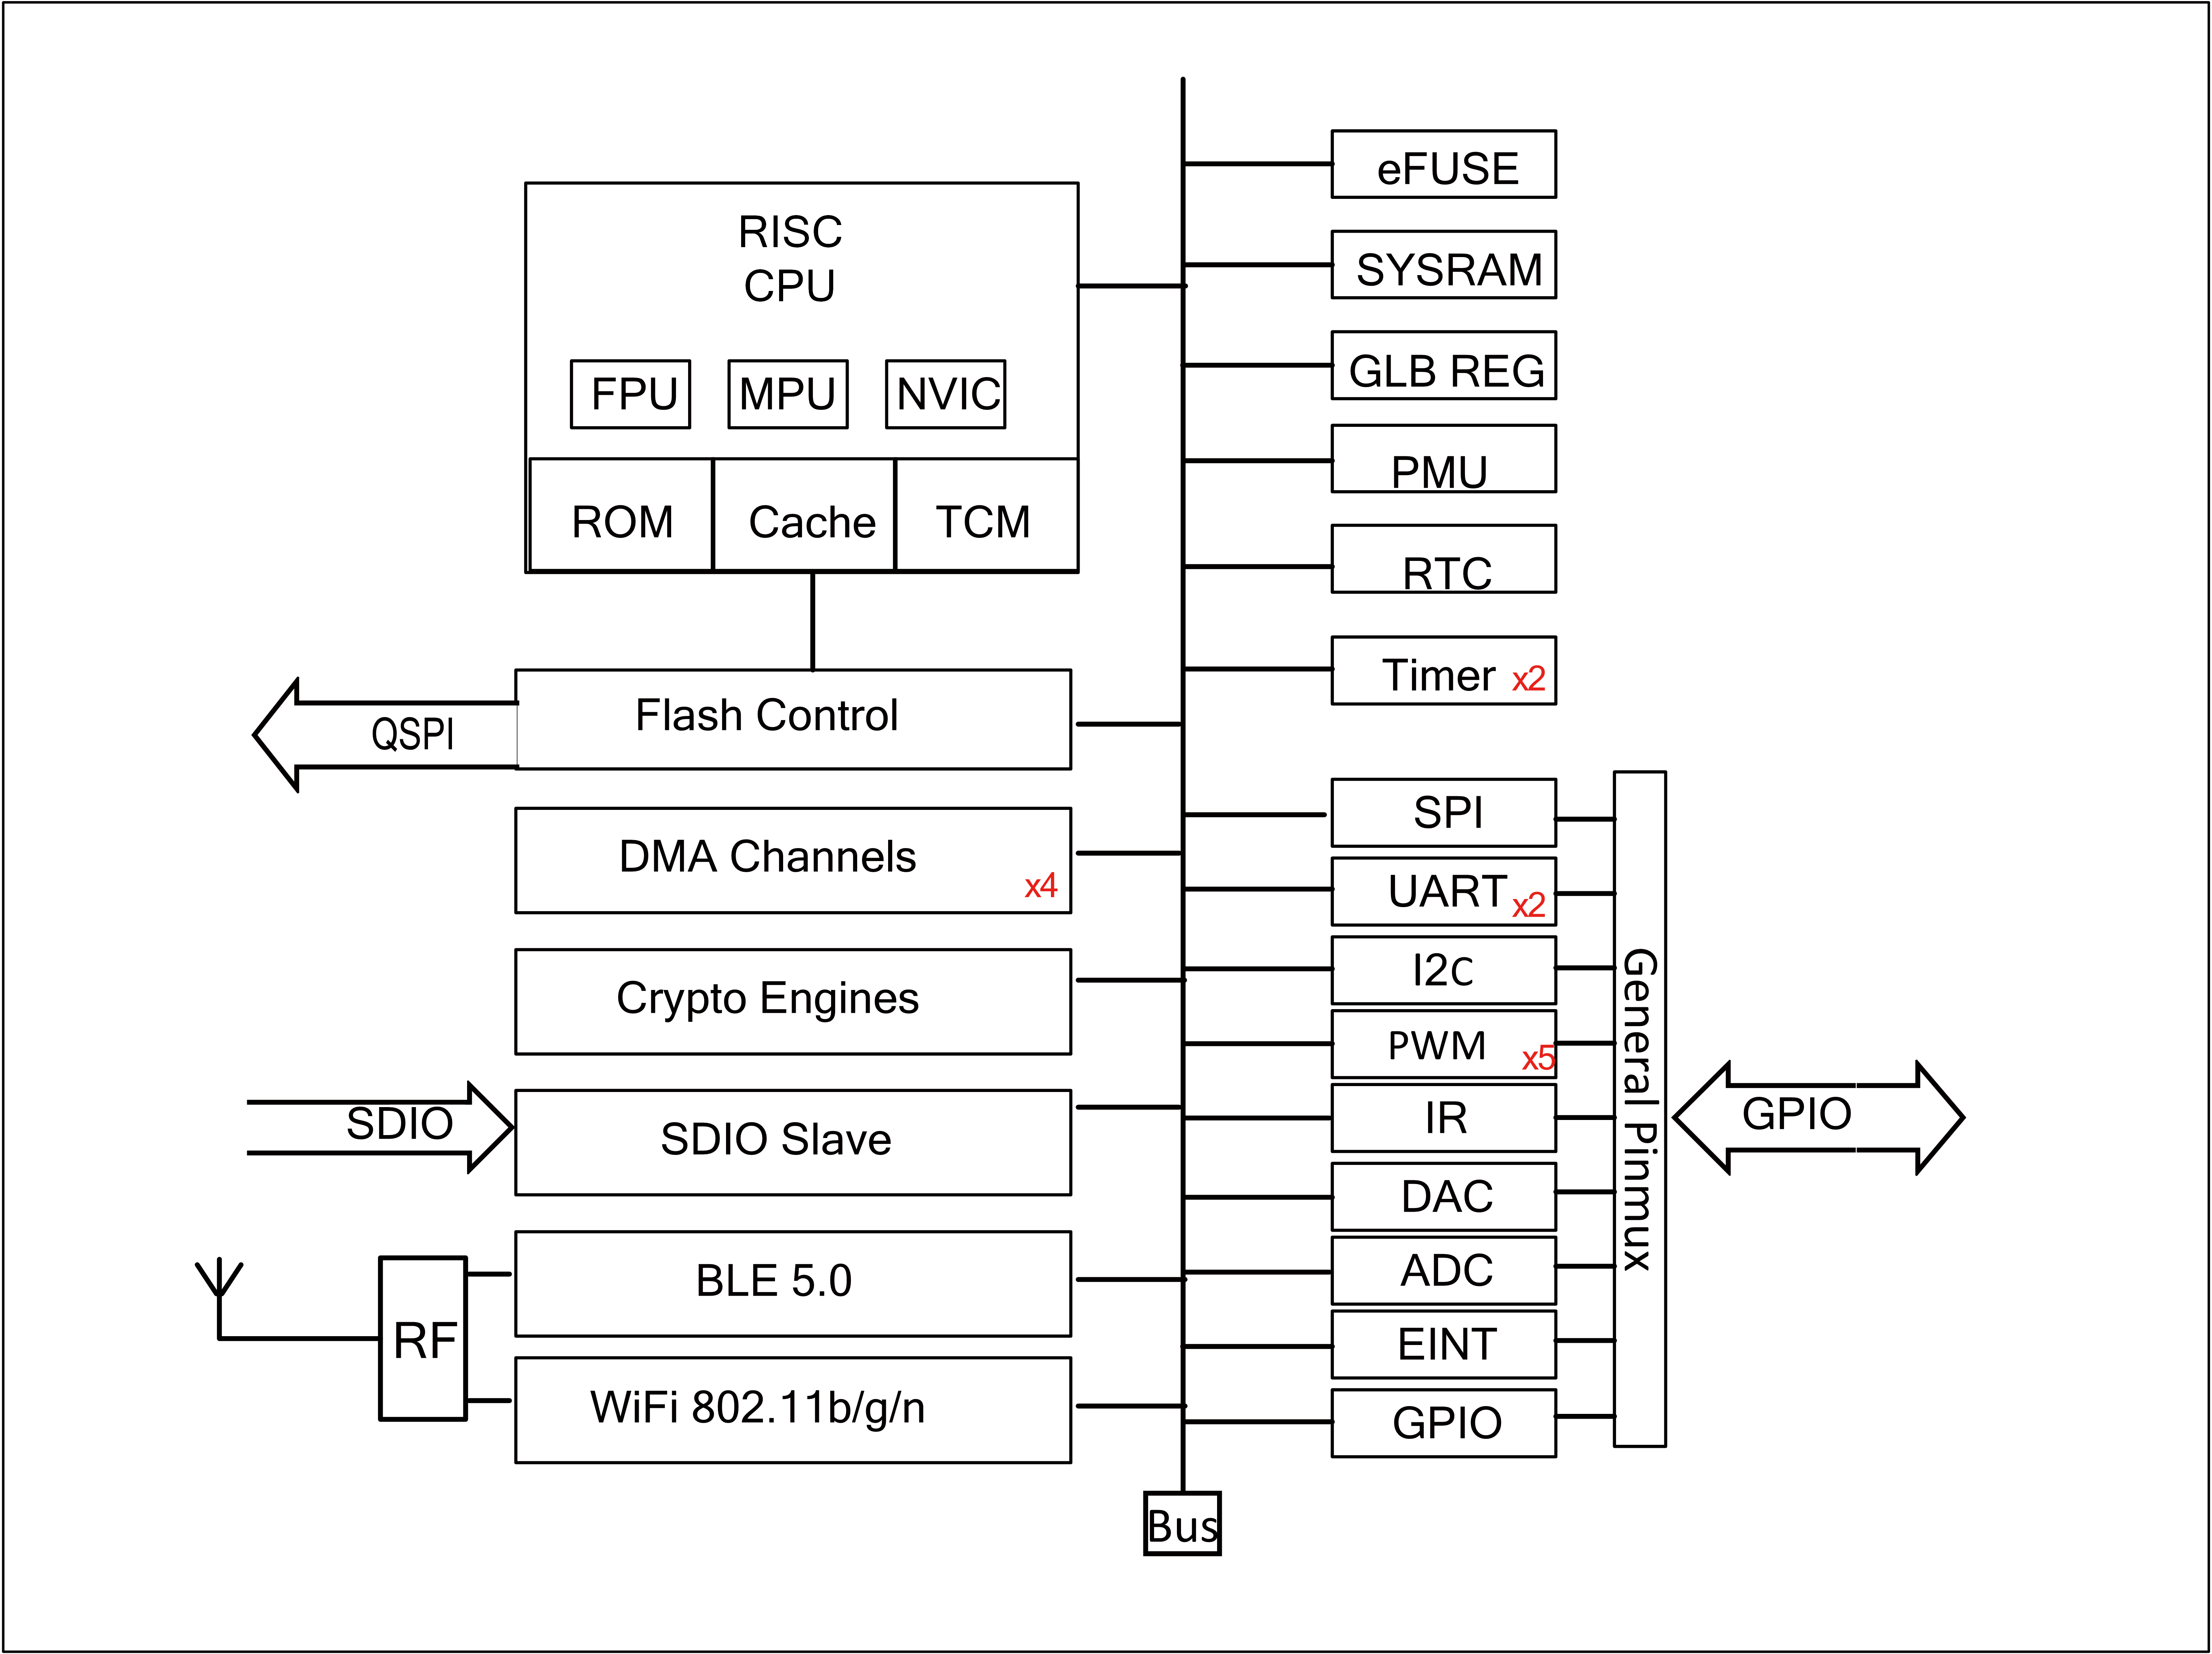 RISC
CPU
FPU
MPU
NVIC
ROM
Cache
TCM
QSPI
Flash Control
DMA Channels
x4
Crypto Engines
SDIO
SDIO Slave
RF
BLE 5.0
WiFi 802.11b/g/n
Bus
eFUSE
SYSRAM
GLB REG
PMU
RTC
Timer x2
SPI
UART x2
I2C
PWM x5
IR
DAC
ADC
EINT
GPIO
General Pinmux
GPIO